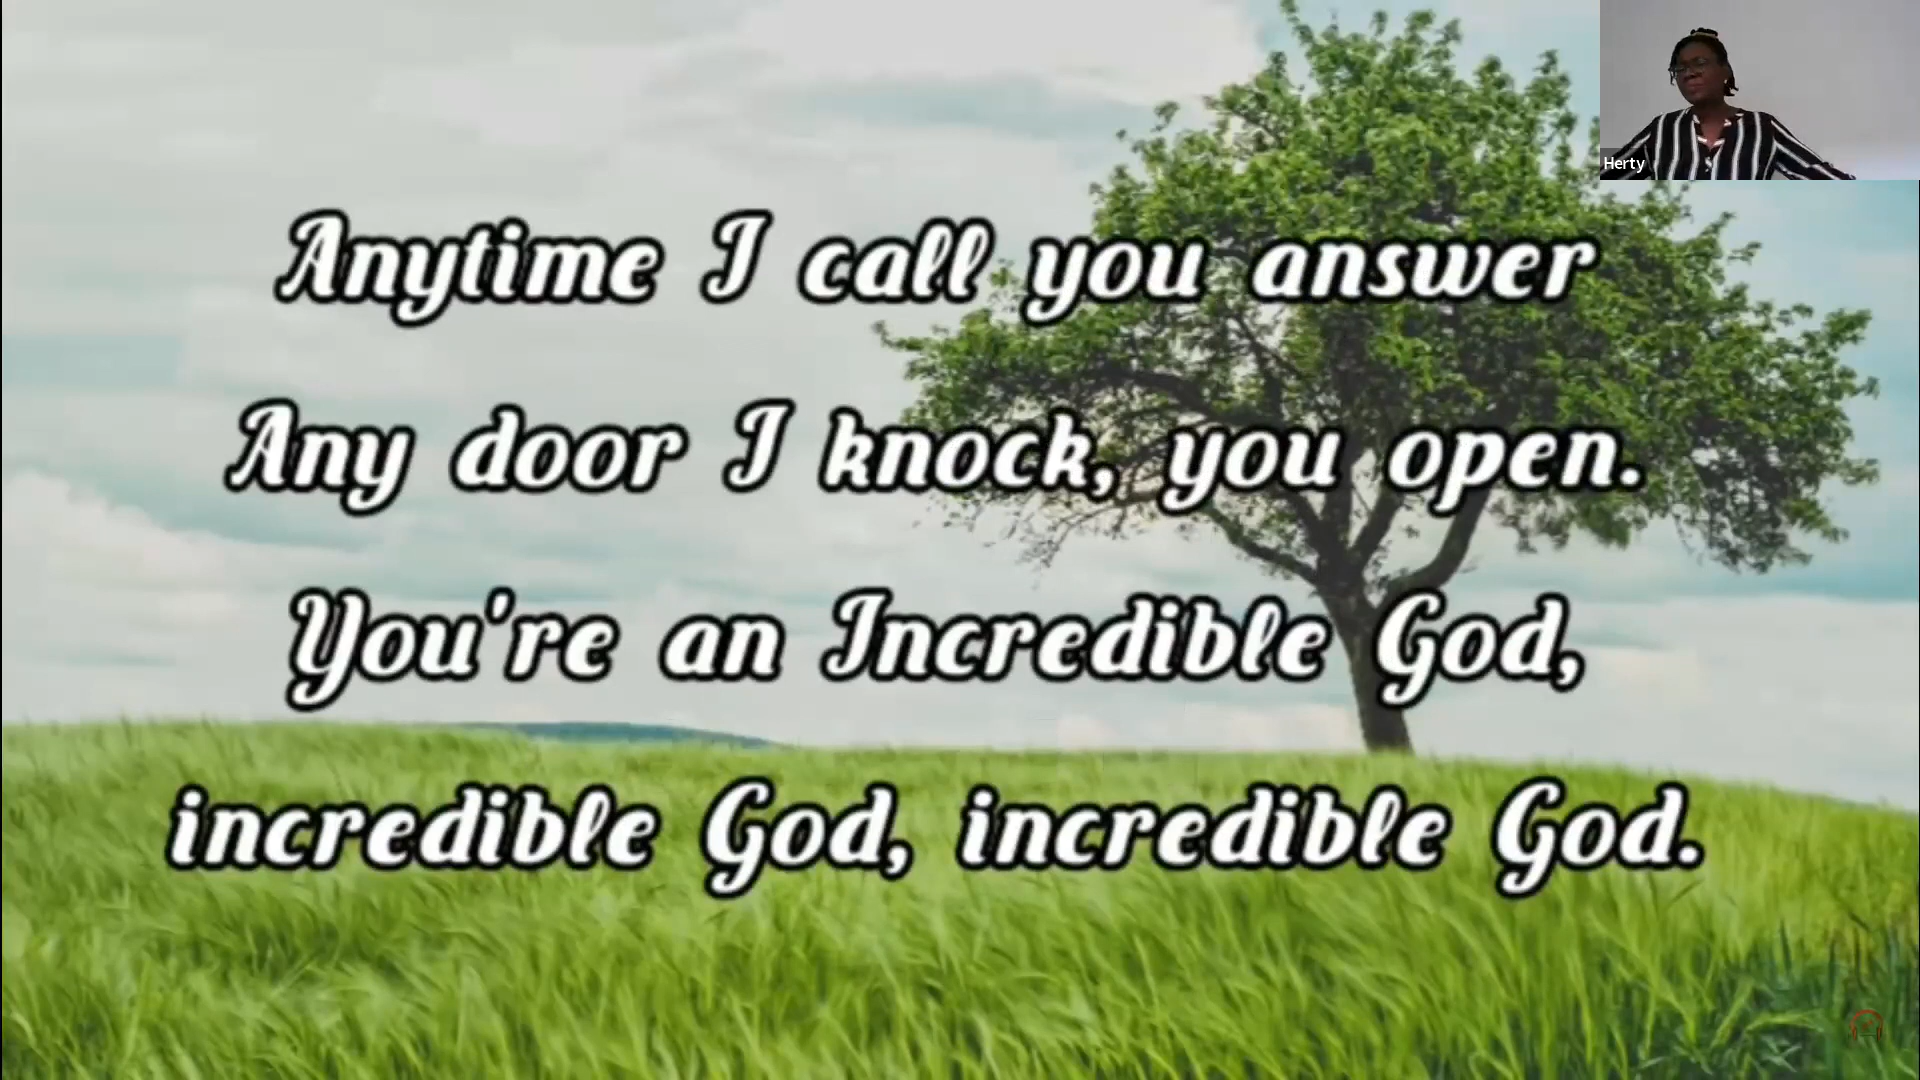 Herty
Anytime I call you answer
Any door I knock, you open.
You're an Incredible God,
incredible God, incredible God.